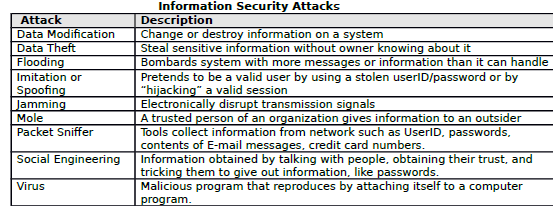 Information Security Attacks
Attack Description
Data Modification Change or destroy information on a system
Data Theft Steal sensitive information without owner knowing about it
Flooding Bombards system with more messages or information than it can handle
Imitation or Pretends to be a valid user by using a stolen userID/password or by
Spoofing "hijacking" a valid session
Jamming Electronically disrupt transmission signals
Mole A trusted person of an organization gives information to an outsider
Packet Sniffer Tools collect information from network such as UserID, passwords,
contents of E-mail messages, credit card numbers.
Social Engineering Information obtained by talking with people, obtaining their trust, and
tricking them to give out information, like passwords.
Virus Malicious program that reproduces by attaching itself to a computer
program.